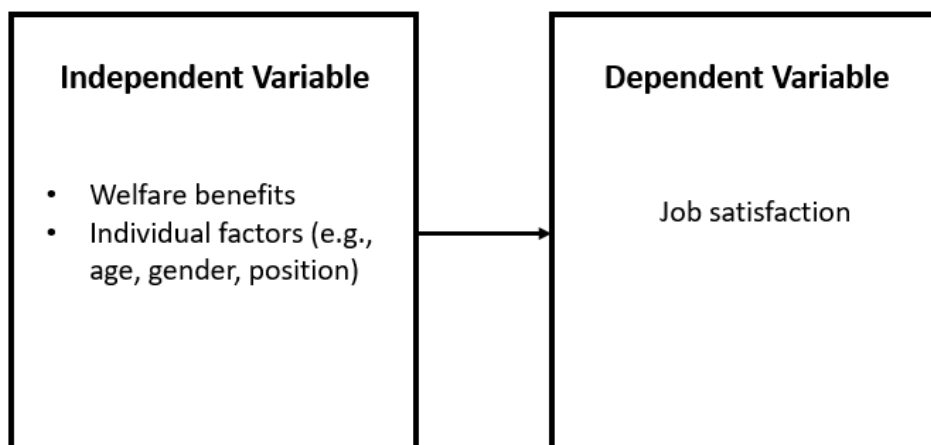 Independent Variable
• Welfare benefits
• Individual factors (e.g.,
age, gender, position)
Dependent Variable
Job satisfaction